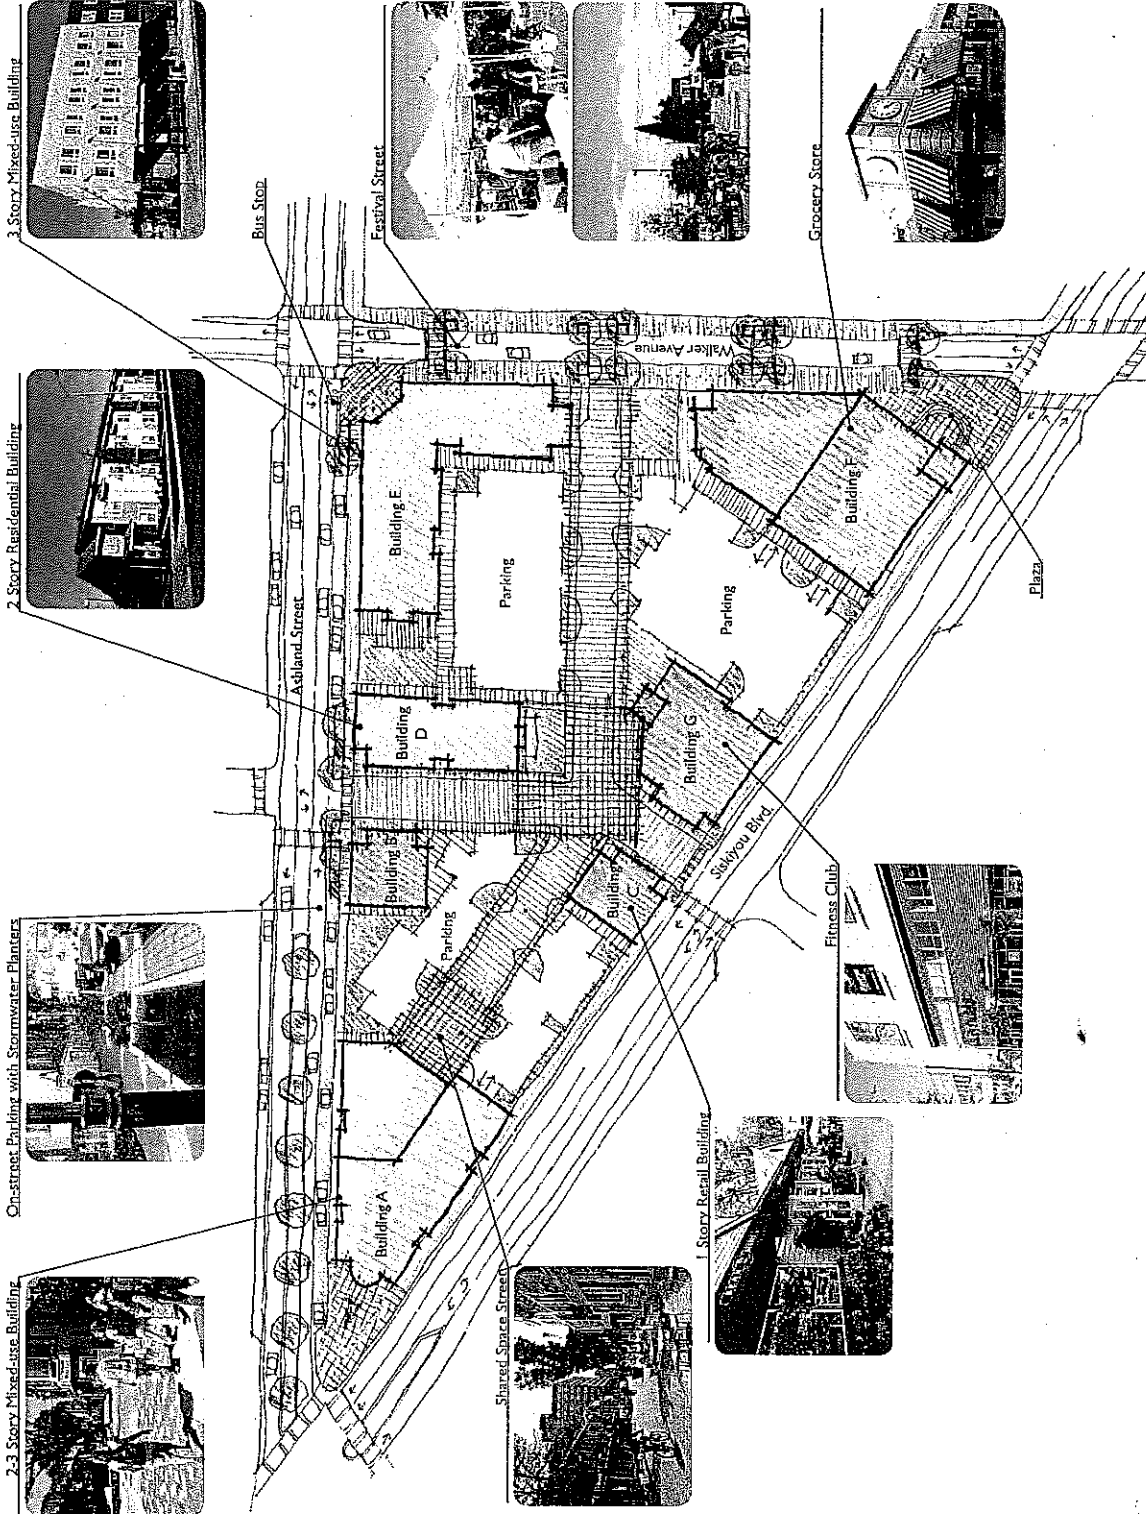 2-3 Story Mixed-use Building
On-street Parking with Stormwater Planters
2 Story Residential Building
3 Story Mixed-use Building
Bus Stop
Festival Street
Grocery Store
Ashland Street
Walker Avenue
Building A
Building B
Building
C
Building
D
Building E
Building F
Building G
Parking
Parking
Parking
Siskiyou Blvd.
Plaza
Fitness Club
1 Story Retail Building
Shared Space Street